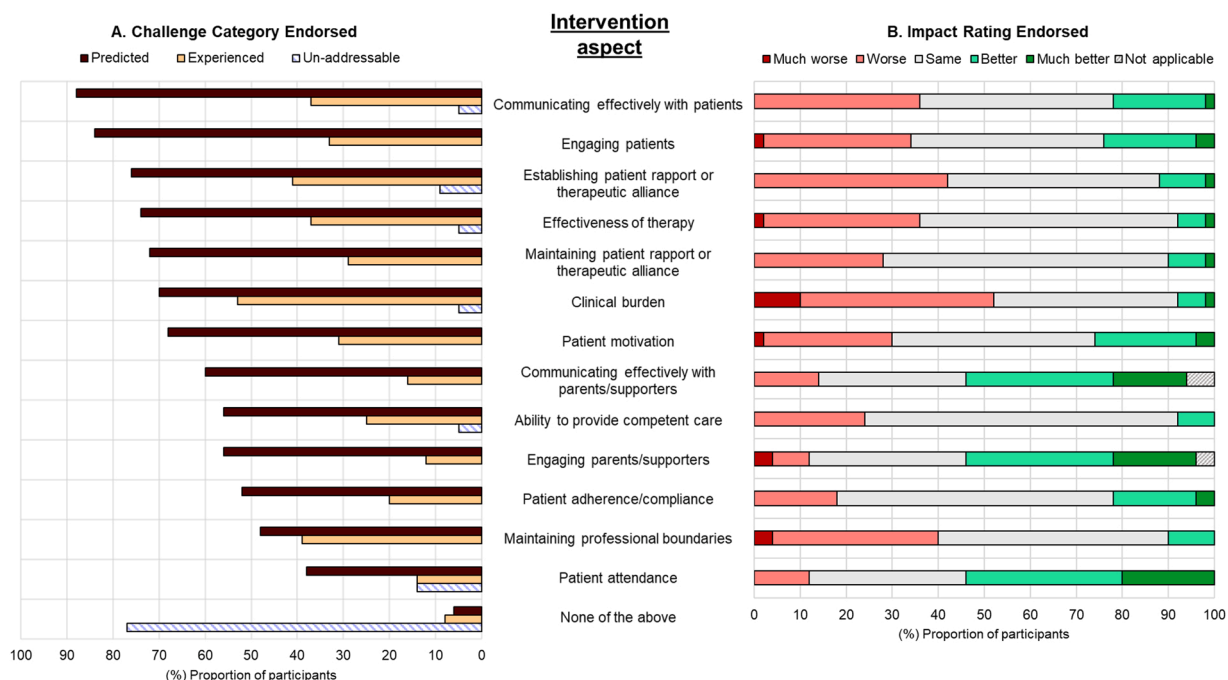 Intervention
aspect
A. Challenge Category Endorsed
Predicted Experienced Un-addressable
B. Impact Rating Endorsed
Much worse Worse Same Better Much better Not applicable
Communicating effectively with patients
Engaging patients
Establishing patient rapport or
therapeutic alliance
Effectiveness of therapy
Maintaining patient rapport or
therapeutic alliance
Clinical burden
Patient motivation
Communicating effectively with
parents/supporters
Ability to provide competent care
Engaging parents/supporters
Patient adherence/compliance
Maintaining professional boundaries
Patient attendance
None of the above
100 90 80 70 60 50 40 30 20 10 0
(%) Proportion of participants
0 10 20 30 40 50 60 70 80 90 100
(%) Proportion of participants